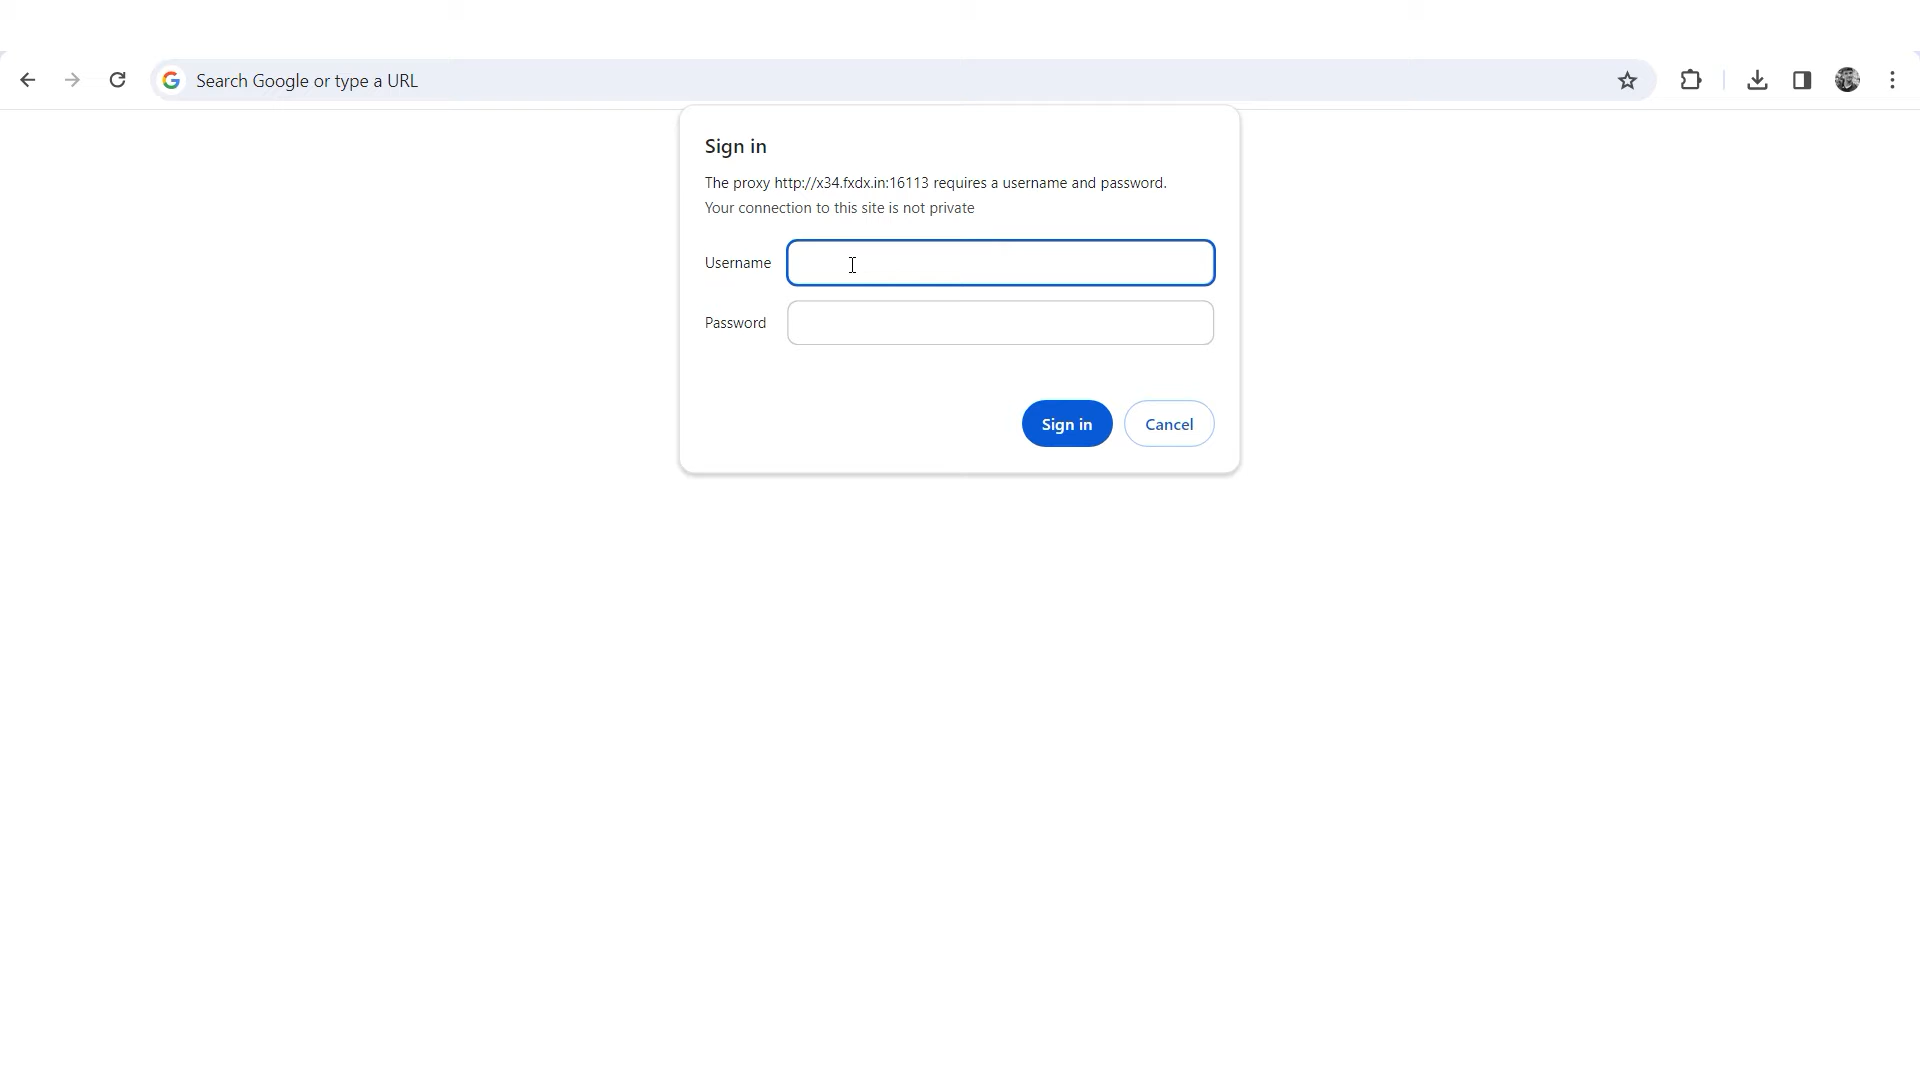 Search Google or type a URL
Sign in
The proxy http://x34.fxdx.in:16113 requires a username and password.
Your connection to this site is not private
Username
Password
Sign in
Cancel